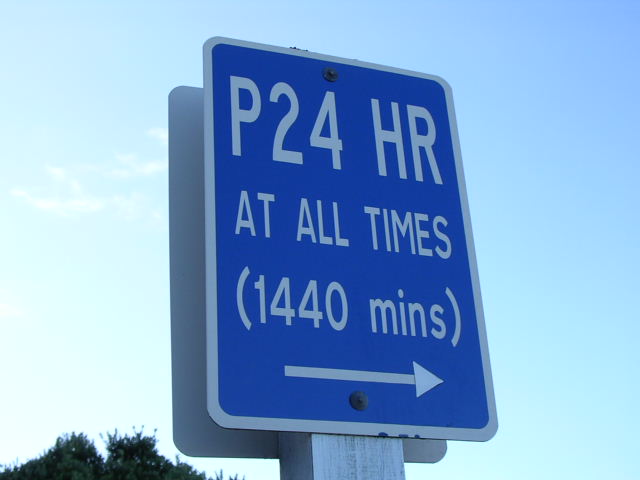 P24 HR
AT ALL TIMES
(1440 mins)